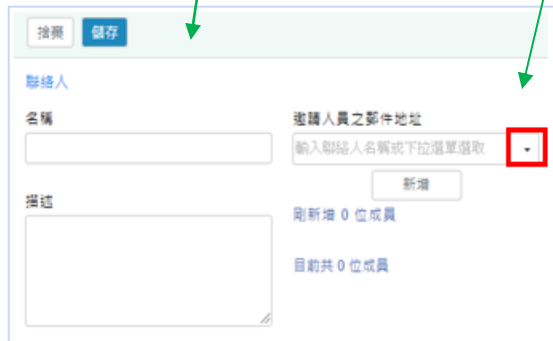 捨棄 儲存
聯絡人
名稱
邀請人員之郵件地址
輸入聯絡人名稱或下拉選單選取
新增
描述
剛新增 0 位成員
目前共 0 位成員